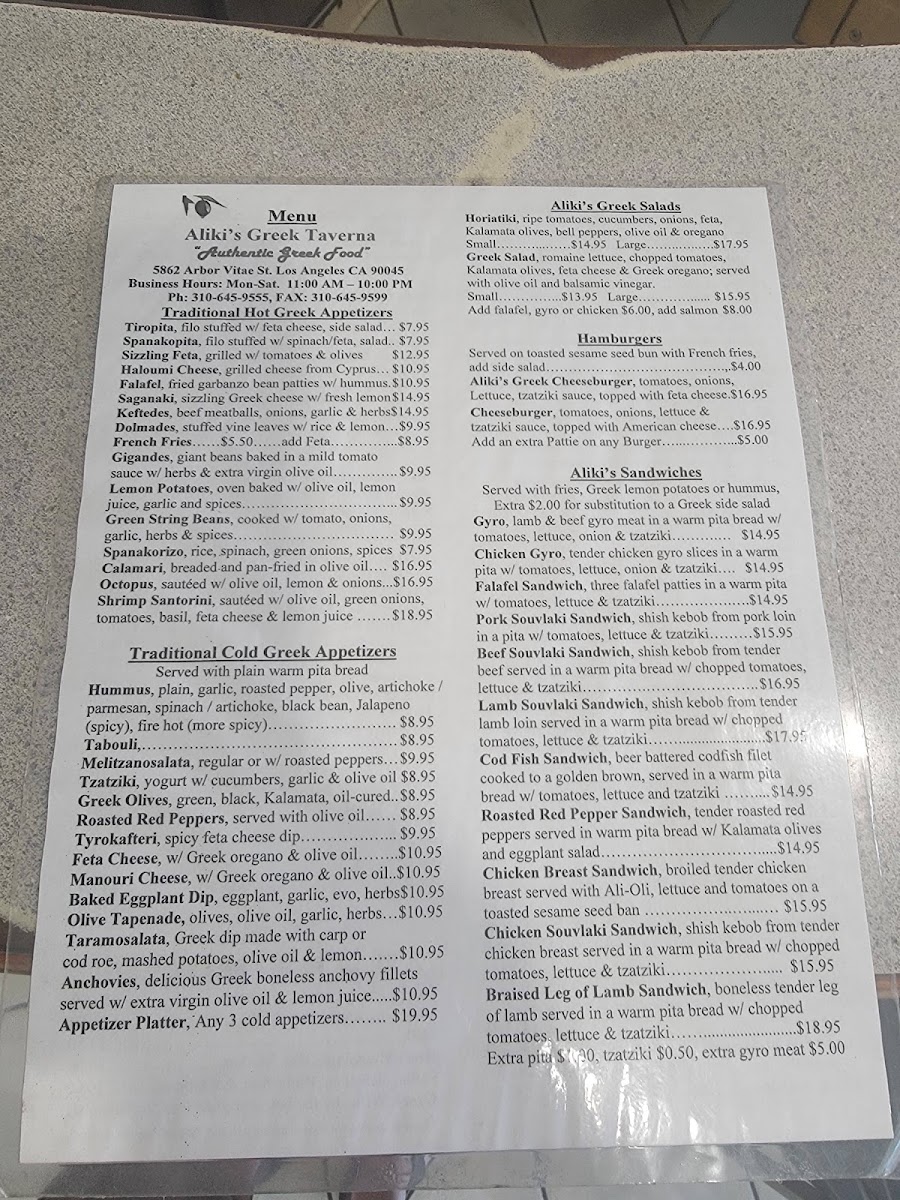 Menu
Aliki's Greek Taverna
"Authentic Greek Food"
5862 Arbor Vitae St. Los Angeles CA 90045
Business Hours: Mon-Sat. 11:00 AM – 10:00 PM
Ph: 310-645-9555, FAX: 310-645-9599
Traditional Hot Greek Appetizers
Tiropita, filo stuffed w/ feta cheese, side salad… $7.95
Spanakopita, filo stuffed w/ spinach/feta, salad.. $7.95
Sizzling Feta, grilled w/ tomatoes & olives $12.95
Haloumi Cheese, grilled cheese from Cyprus… $10.95
Falafel, fried garbanzo bean patties w/ hummus.$10.95
Saganaki, sizzling Greek cheese w/ fresh lemon$14.95
Keftedes, beef meatballs, onions, garlic & herbs$14.95
Dolmades, stuffed vine leaves w/ rice & lemon…$9.95
French Fries……$5.50……add Feta…………..$8.95
Gigandes, giant beans baked in a mild tomato
sauce w/ herbs & extra virgin olive oil…………. $9.95
Lemon Potatoes, oven baked w/ olive oil, lemon
juice, garlic and spices…………………………….. $9.95
Green String Beans, cooked w/ tomato, onions,
garlic, herbs & spices…………………………… $9.95
Spanakorizo, rice, spinach, green onions, spices $7.95
Calamari, breaded and pan-fried in olive oil…. $16.95
Octopus, sautéed w/ olive oil, lemon & onions...$16.95
Shrimp Santorini, sautéed w/ olive oil, green onions,
tomatoes, basil, feta cheese & lemon juice …….$18.95
Traditional Cold Greek Appetizers
Served with plain warm pita bread
Hummus, plain, garlic, roasted pepper, olive, artichoke /
parmesan, spinach / artichoke, black bean, Jalapeno
(spicy), fire hot (more spicy)……………………… $8.95
Tabouli,……………………………………………… $8.95
Melitzanosalata, regular or w/ roasted peppers…$9.95
Tzatziki, yogurt w/ cucumbers, garlic & olive oil $8.95
Greek Olives, green, black, Kalamata, oil-cured..$8.95
Roasted Red Peppers, served with olive oil…… $8.95
Tyrokafteri, spicy feta cheese dip……………….. $9.95
Feta Cheese, w/ Greek oregano & olive oil……..$10.95
Manouri Cheese, w/ Greek oregano & olive oil..$10.95
Baked Eggplant Dip, eggplant, garlic, evo, herbs$10.95
Olive Tapenade, olives, olive oil, garlic, herbs…$10.95
Taramosalata, Greek dip made with carp or
cod roe, mashed potatoes, olive oil & lemon…….$10.95
Anchovies, delicious Greek boneless anchovy fillets
served w/ extra virgin olive oil & lemon juice.....$10.95
Appetizer Platter, Any 3 cold appetizers…….. $19.95
Aliki's Greek Salads
Horiatiki, ripe tomatoes, cucumbers, onions, feta,
Kalamata olives, bell peppers, olive oil & oregano
Small………..……$14.95 Large…………….$17.95
Greek Salad, romaine lettuce, chopped tomatoes,
Kalamata olives, feta cheese & Greek oregano; served
with olive oil and balsamic vinegar.
Small…………..$13.95 Large…………….... $15.95
Add falafel, gyro or chicken $6.00, add salmon $8.00
Hamburgers
Served on toasted sesame seed bun with French fries,
add side salad…………………………………,.$4.00
Aliki's Greek Cheeseburger, tomatoes, onions,
Lettuce, tzatziki sauce, topped with feta cheese.$16.95
Cheeseburger, tomatoes, onions, lettuce &
tzatziki sauce, topped with American cheese….$16.95
Add an extra Pattie on any Burger…..………...$5.00
Aliki's Sandwiches
Served with fries, Greek lemon potatoes or hummus,
Extra $2.00 for substitution to a Greek side salad
Gyro, lamb & beef gyro meat in a warm pita bread w/
tomatoes, lettuce, onion & tzatziki…………. $14.95
Chicken Gyro, tender chicken gyro slices in a warm
pita w/ tomatoes, lettuce, onion & tzatziki…. $14.95
Falafel Sandwich, three falafel patties in a warm pita
w/ tomatoes, lettuce & tzatziki………………...$14.95
Pork Souvlaki Sandwich, shish kebob from pork loin
in a pita w/ tomatoes, lettuce & tzatziki………$15.95
Beef Souvlaki Sandwich, shish kebob from tender
beef served in a warm pita bread w/ chopped tomatoes,
lettuce & tzatziki………………………………..$16.95
Lamb Souvlaki Sandwich, shish kebob from tender
lamb loin served in a warm pita bread w/ chopped
tomatoes, lettuce & tzatziki……........................$17.95
Cod Fish Sandwich, beer battered codfish filet
cooked to a golden brown, served in a warm pita
bread w/ tomatoes, lettuce and tzatziki ………..$14.95
Roasted Red Pepper Sandwich, tender roasted red
peppers served in warm pita bread w/ Kalamata olives
and eggplant salad………………………….…....$14.95
Chicken Breast Sandwich, broiled tender chicken
breast served with Ali-Oli, lettuce and tomatoes on a
toasted sesame seed ban ……………….…..… $15.95
Chicken Souvlaki Sandwich, shish kebob from tender
chicken breast served in a warm pita bread w/ chopped
tomatoes, lettuce & tzatziki………………….... $15.95
Braised Leg of Lamb Sandwich, boneless tender leg
of lamb served in a warm pita bread w/ chopped
tomatoes, lettuce & tzatziki……........................$18.95
Extra pita tzatziki $0.50, extra gyro meat $5.00